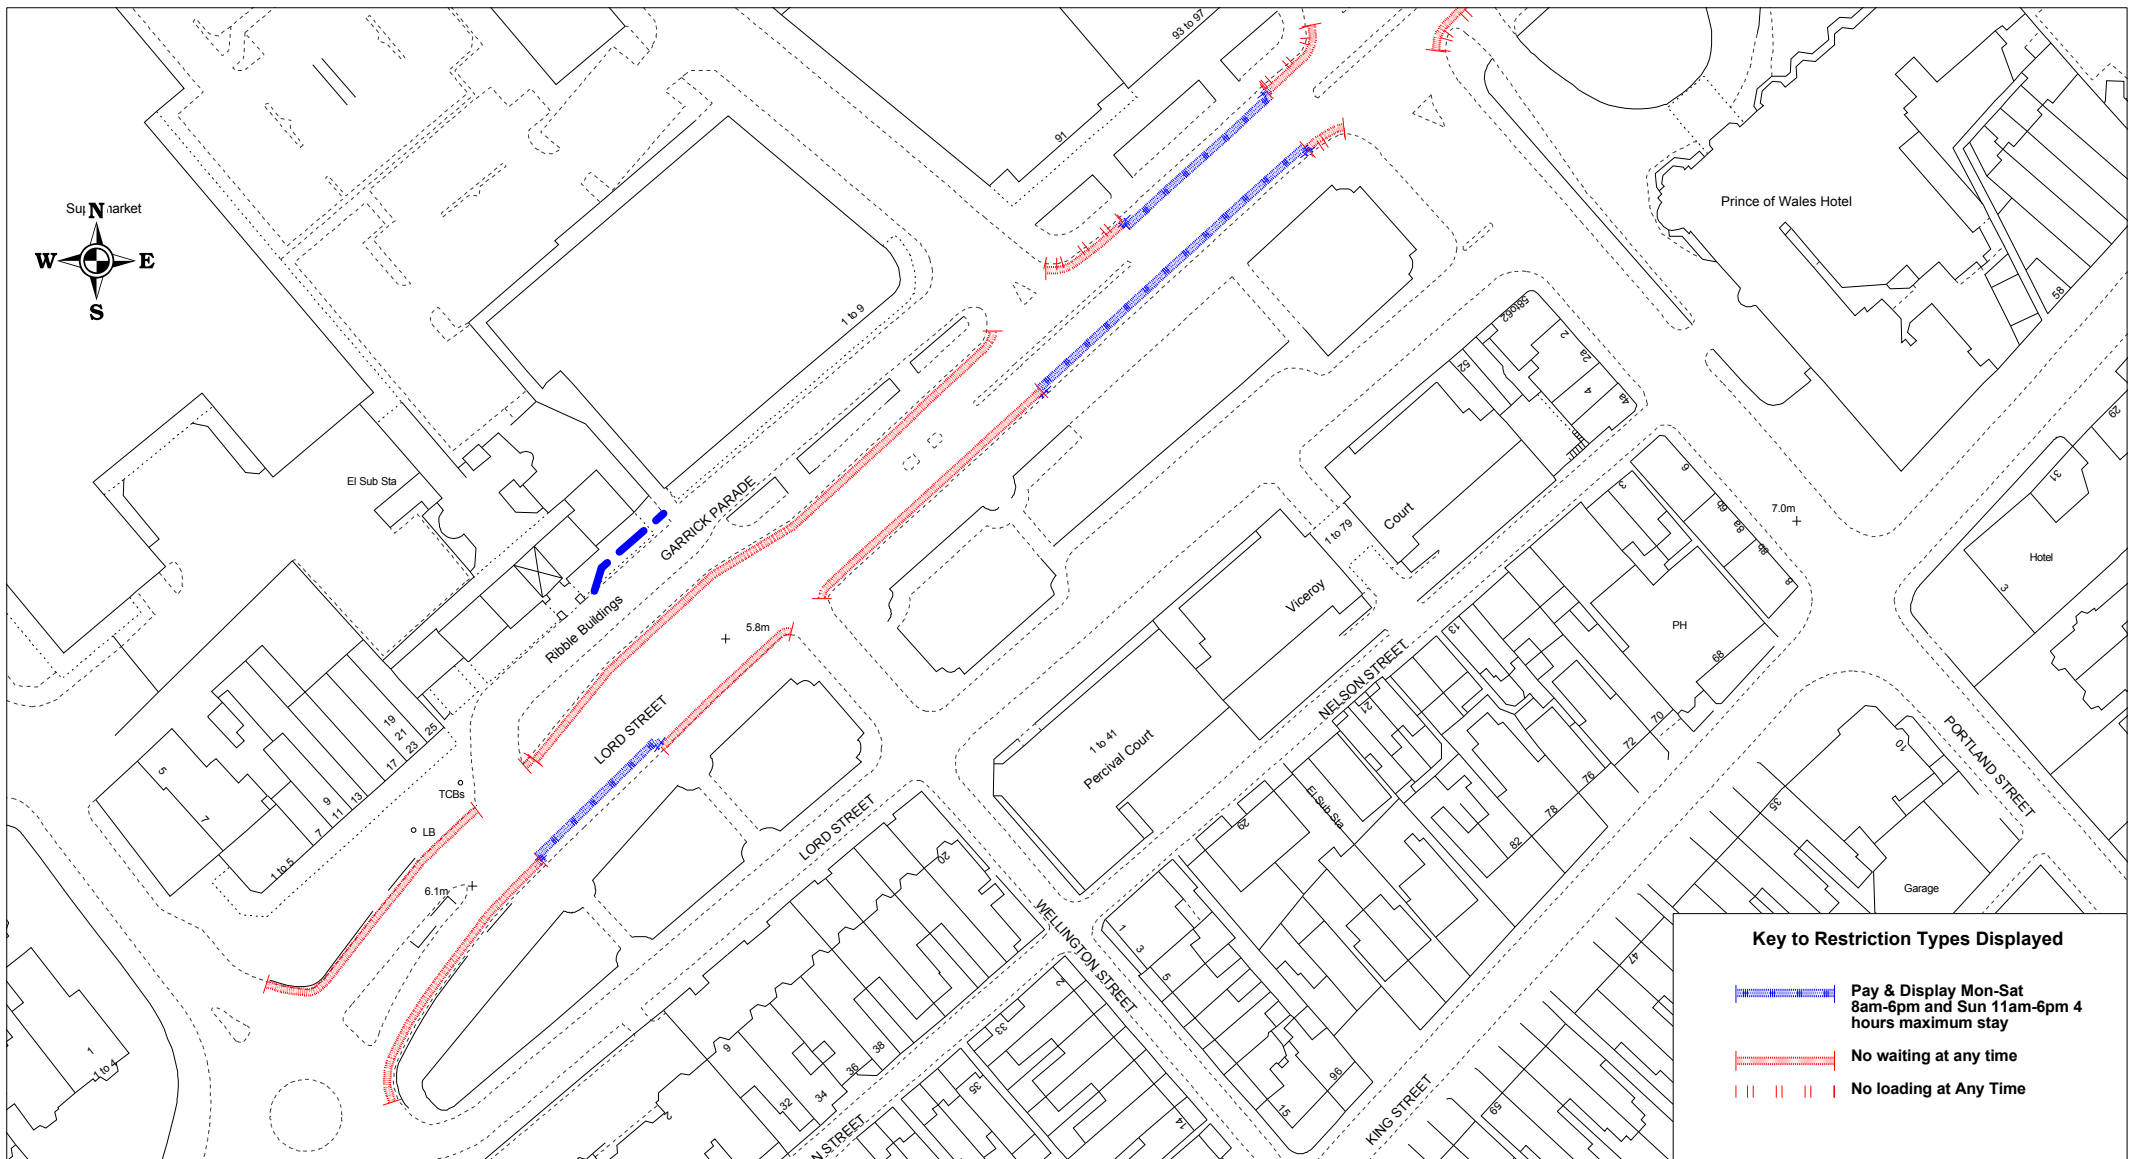 93 to 97
91
Prince of Wales Hotel
N
W
E
S
1 to 9
58to62
2
2a
4
4a
52
58
29
31
El Sub Sta
GARRICK PARADE
Court
1 to 79
3
6
6b
8a
8b
8
7.0m
Hotel
3
Ribble Buildings
Viceroy
5.8m
PH
13
68
NELSON STREET
21
70
72
LORD STREET
1 to 41
Percival Court
19
21
23
25
17
13
11
9
7
5
7
1 to 5
TCBs
LB
6.1m
LORD STREET
20
29
El Sub Sta
76
78
82
10
PORTLAND STREET
35
Garage
47
WELLINGTON STREET
1
3
5
2
33
35
38
36
34
32
6
2
1
1 to 4
14
15
96
KING STREET
59
N STREET
Key to Restriction Types Displayed
Pay & Display Mon-Sat
8am-6pm and Sun 11am-6pm 4
hours maximum stay
No waiting at any time
No loading at Any Time